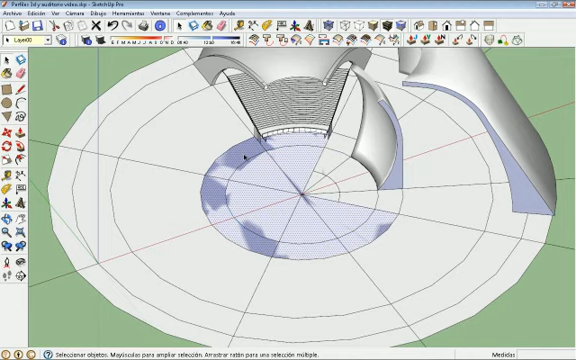 Perfiles 3d y auditorio video.skp - SketchUp Pro
Archivo Edición Ver Cámara Dibujo Herramientas Ventana Complementos Ayuda
Layer00 E F M A M J J A S O N D
Seleccionar objetos. Mayúsculas para ampliar selección. Arrastrar ratón para una selección múltiple. Medidas